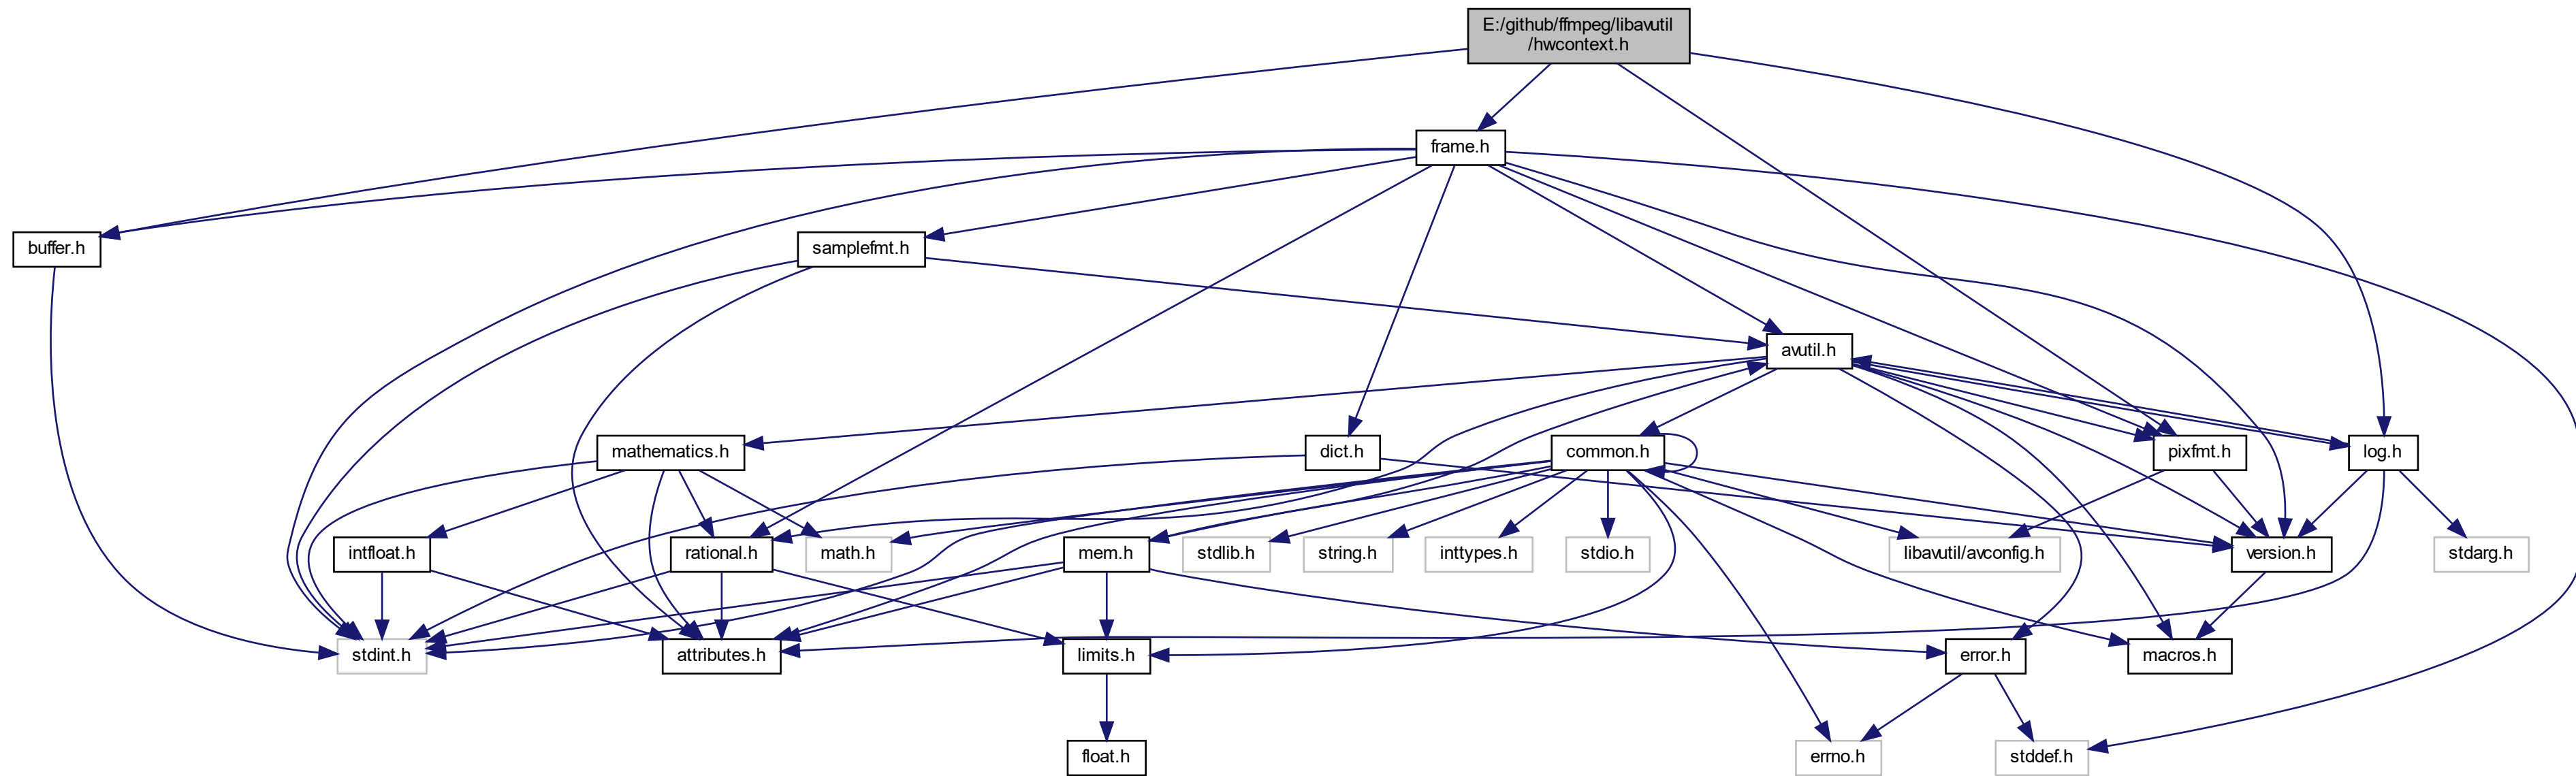 E:/github/ffmpeg/libavutil
/hwcontext.h
frame.h
buffer.h
samplefmt.h
avutil.h
mathematics.h
dict.h
common.h
pixfmt.h
log.h
intfloat.h
rational.h
math.h
mem.h
stdlib.h
string.h
inttypes.h
stdio.h
libavutil/avconfig.h
version.h
stdarg.h
stdint.h
attributes.h
limits.h
error.h
macros.h
float.h
errno.h
stddef.h